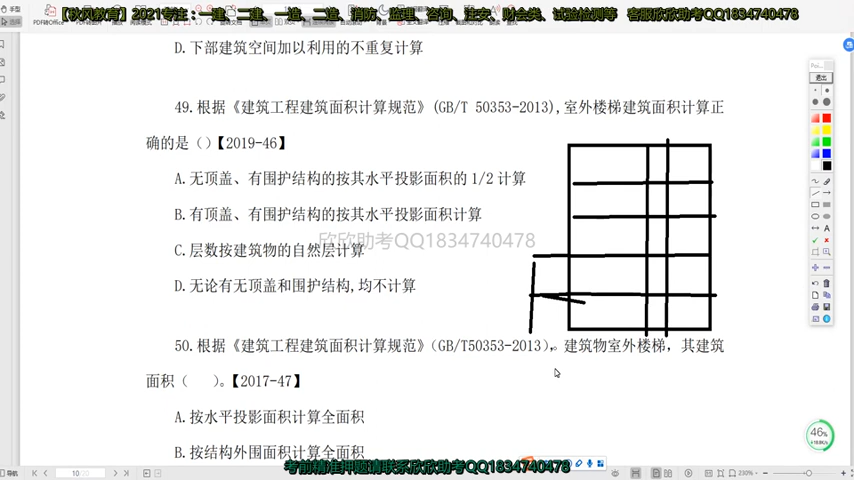 【秋风教育】2021专注：一建、二建、一造、二造、消防、监理、咨询、注安、财会类、试验检测等 客服欣欣助考QQ1834740478
D.下部建筑空间加以利用的不重复计算
49.根据《建筑工程建筑面积计算规范》(GB/T 50353-2013),室外楼梯建筑面积计算正
确的是()【2019-46】
A.无顶盖、有围护结构的按其水平投影面积的1/2计算
B.有顶盖、有围护结构的按其水平投影面积计算
欣欣助考QQ1834740478
C.层数按建筑物的自然层计算
D.无论有无顶盖和围护结构,均不计算
50.根据《建筑工程建筑面积计算规范》(GB/T50353-2013),。建筑物室外楼梯，其建筑
面积（ ）。【2017-47】
A.按水平投影面积计算全面积
B.按结构外围面积计算全面积
考前精准押题请联系欣欣助考QQ1834740478
退出
46%
导航
10
230%